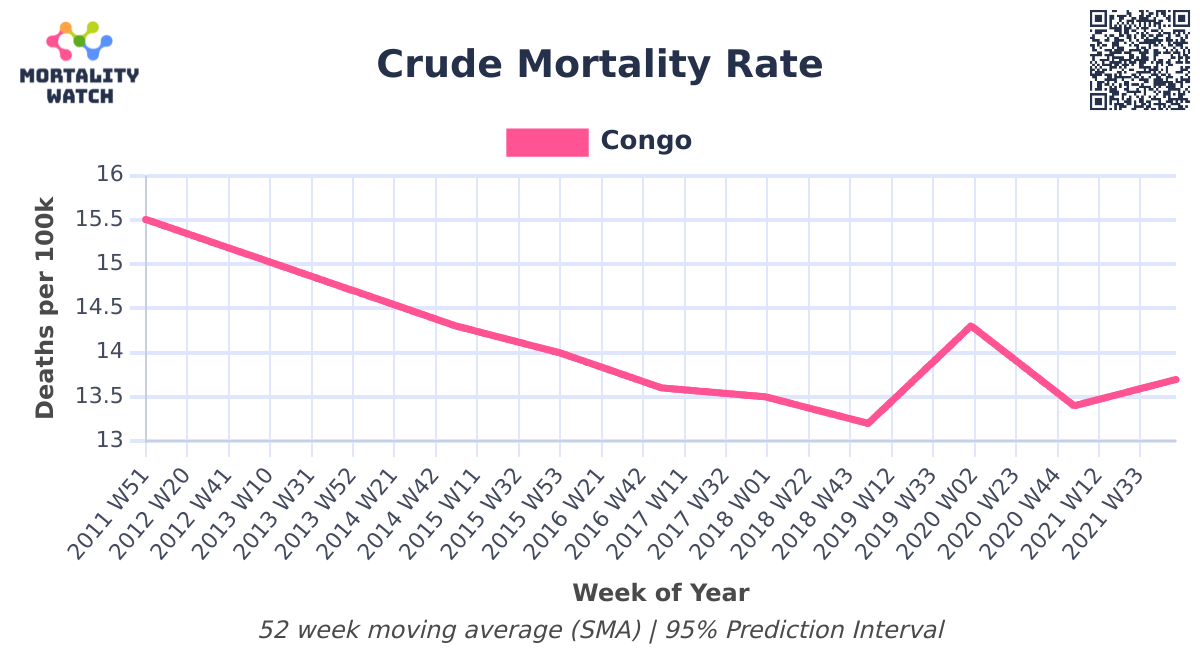 MORTALITY
WATCH
Crude Mortality Rate
Congo
Deaths per 100k
16
15.5
15
14.5
14
13.5
13
2011 W51
2012 W20
2012 W41
2013 W10
2013 W31
2013 W52
2014 W21
2014 W42
2015 W11
2015 W32
2015 W53
2016 W21
2016 W42
2017 W11
2017 W32
2018 W01
2018 W22
2018 W43
2019 W12
2019 W33
2020 W02
2020 W23
2020 W44
2021 W12
2021 W33
Week of Year
52 week moving average (SMA) | 95% Prediction Interval